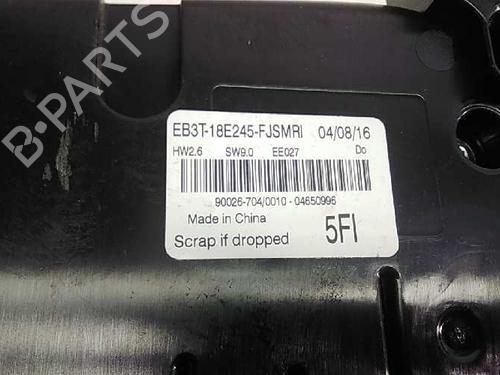 EB3T-18E245-FJSMRI 04/08/16
HW2.6 SW9.0 EE027 Do
90026-704/0010 - 04650996
Made in China
Scrap if dropped 5FI
B-PARTS